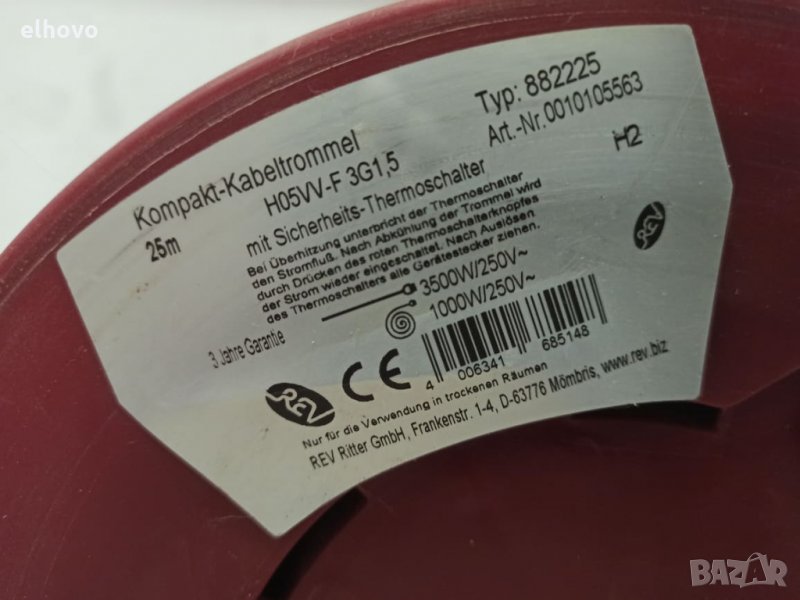 elhovo
Kompakt-Kabeltrommel
Typ: 882225
25m
H05VV-F 3G1,5
Art.-Nr.0010105563
mit Sicherheits-Thermoschalter
H2
Bei Überhitzung unterbricht der Thermoschalter
den Stromfluß. Nach Abkühlung der Trommel wird
durch Drücken des roten Thermoschalterknopfes
der Strom wieder eingeschaltet. Nach Auslösen
des Thermoschalters alle Gerätestecker ziehen.
REV
3 Jahre Garantie
3500W/250V~
1000W/250V~
REV
CE
4 006341 685148
Nur für die Verwendung in trockenen Räumen
REV Ritter GmbH, Frankenstr. 1-4, D-63776 Mömbris, www.rev.biz
BAZAR